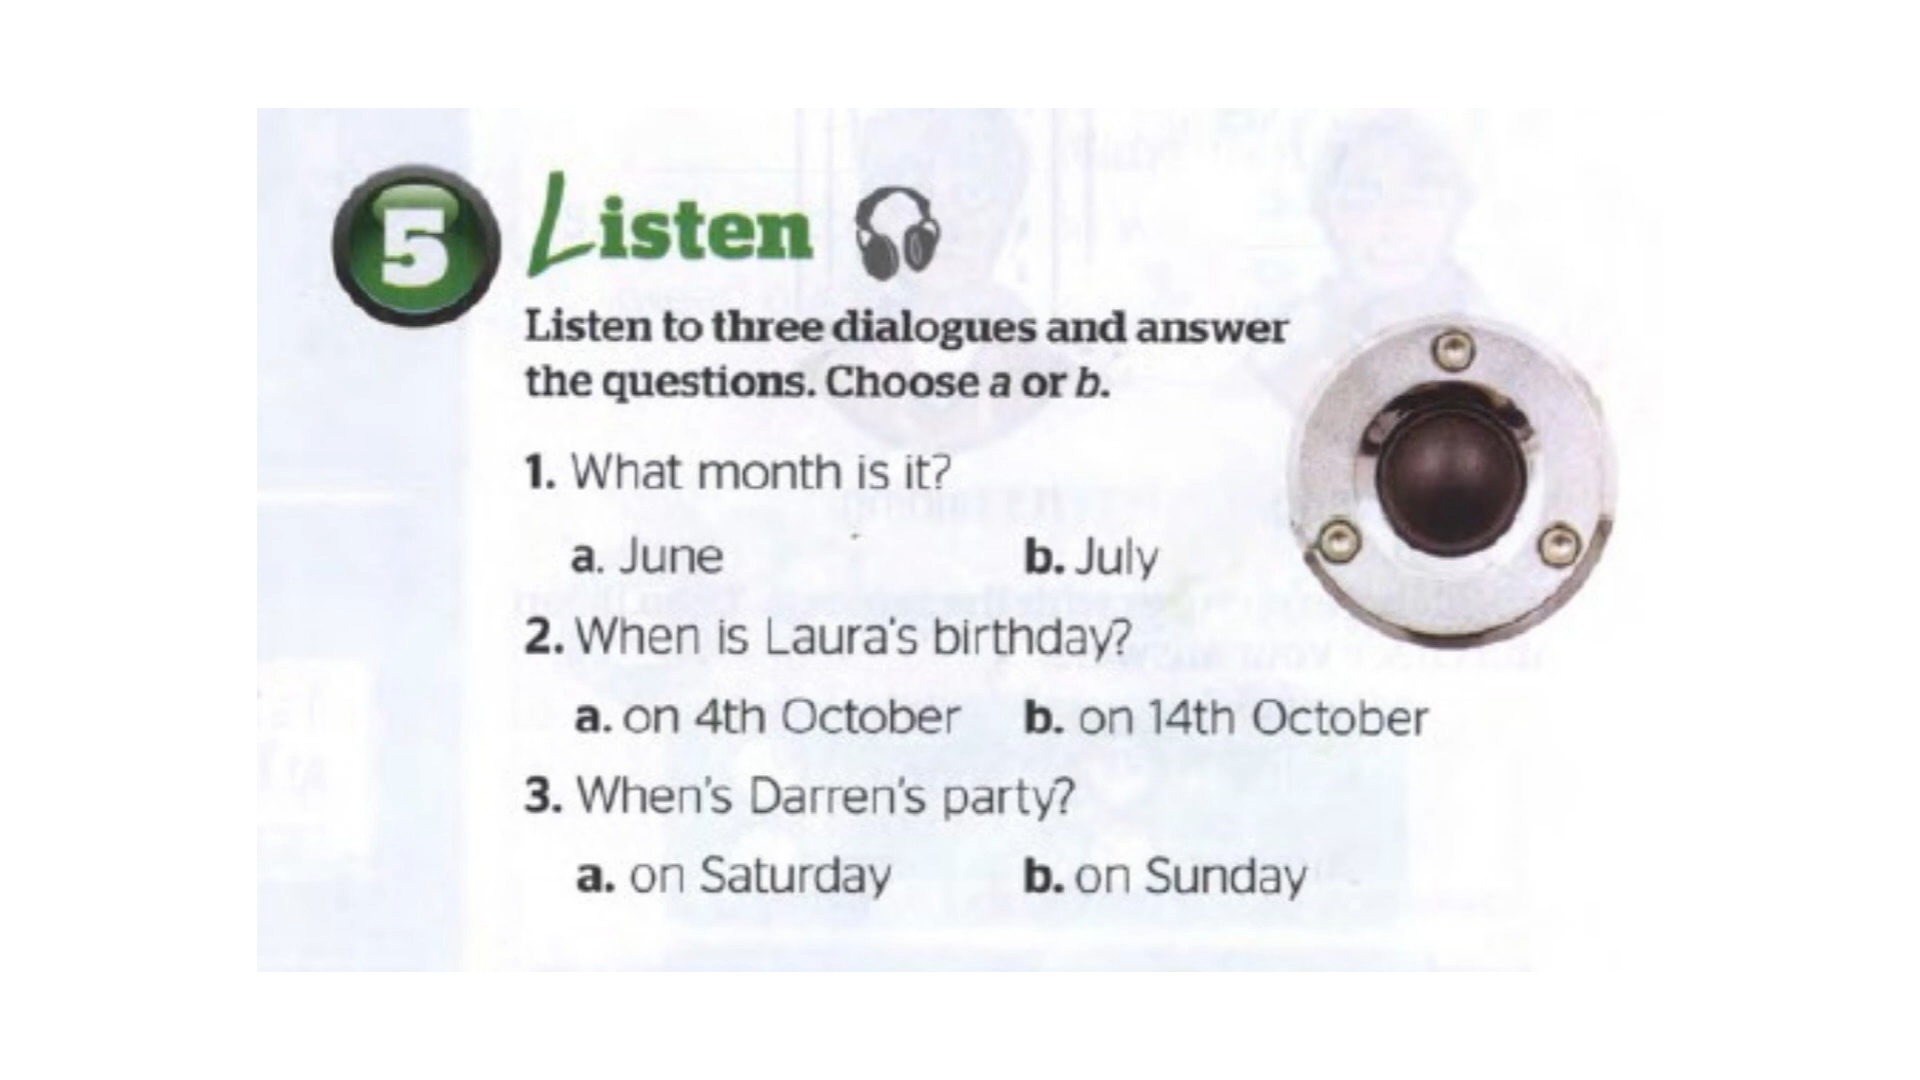 5 Listen
Listen to three dialogues and answer
the questions. Choose a or b.
1. What month is it?
a. June b. July
2. When is Laura's birthday?
a. on 4th October b. on 14th October
3. When's Darren's party?
a. on Saturday b. on Sunday